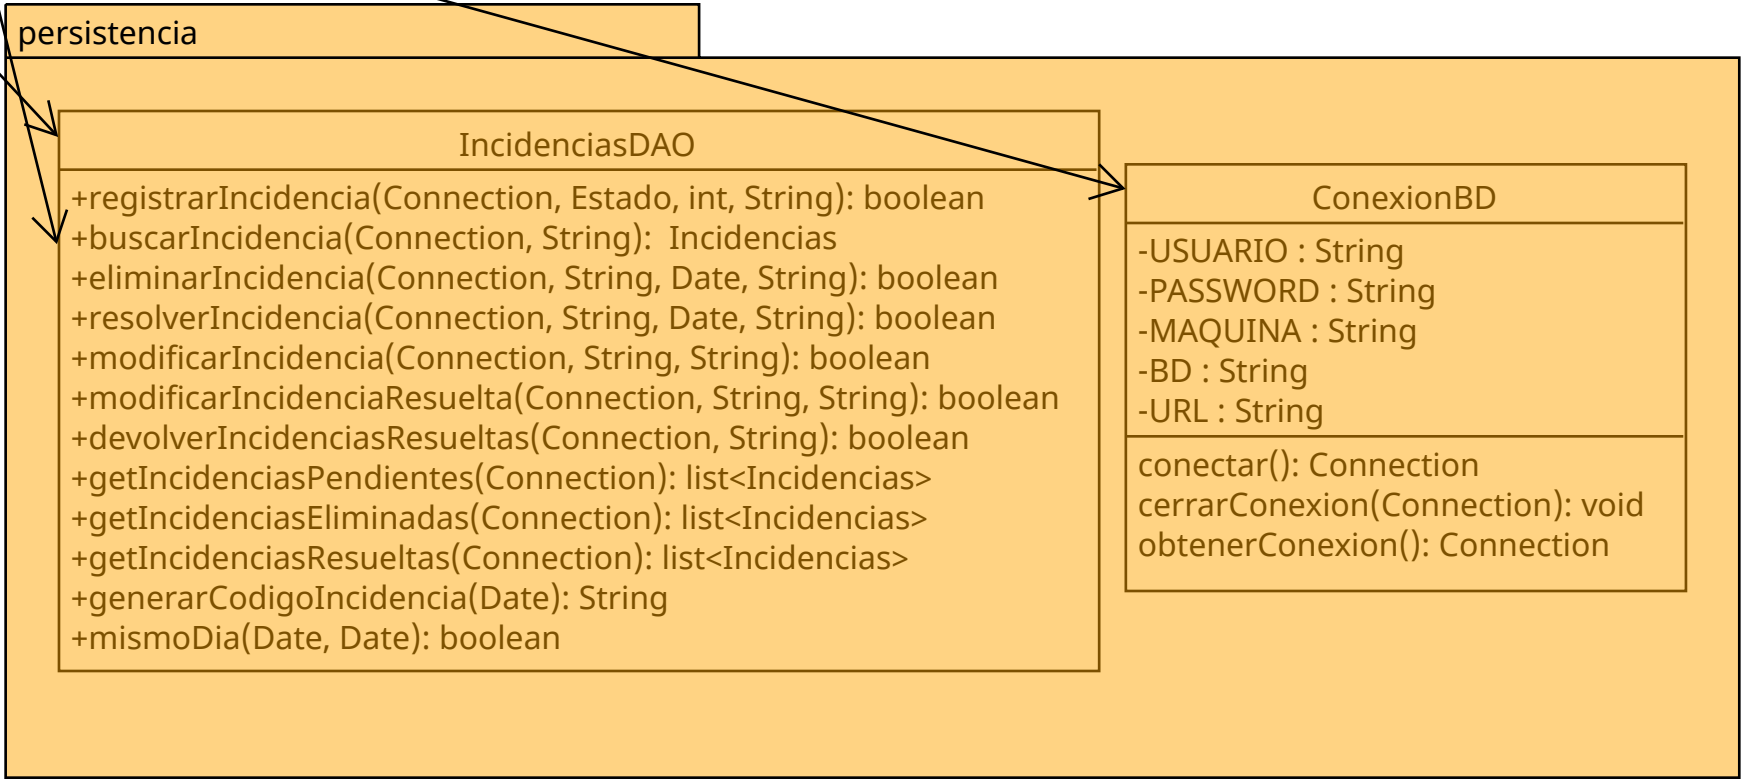 persistencia
IncidenciasDAO
+registrarIncidencia(Connection, Estado, int, String): boolean
+buscarIncidencia(Connection, String):  Incidencias
+eliminarIncidencia(Connection, String, Date, String): boolean
+resolverIncidencia(Connection, String, Date, String): boolean
+modificarIncidencia(Connection, String, String): boolean
+modificarIncidenciaResuelta(Connection, String, String): boolean
+devolverIncidenciasResueltas(Connection, String): boolean
+getIncidenciasPendientes(Connection): list<Incidencias>
+getIncidenciasEliminadas(Connection): list<Incidencias>
+getIncidenciasResueltas(Connection): list<Incidencias>
+generarCodigoIncidencia(Date): String
+mismoDia(Date, Date): boolean
ConexionBD
-USUARIO : String
-PASSWORD : String
-MAQUINA : String
-BD : String
-URL : String
conectar(): Connection
cerrarConexion(Connection): void
obtenerConexion(): Connection